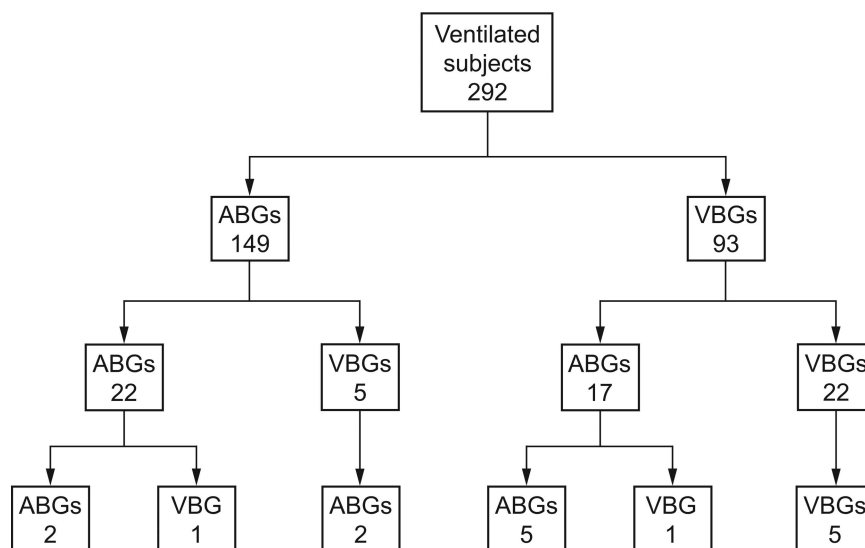 Ventilated
subjects
292
ABGs
149
VBGs
93
ABGs
22
VBGs
5
ABGs
17
VBGs
22
ABGs
2
VBG
1
ABGs
2
ABGs
5
VBG
1
VBGs
5